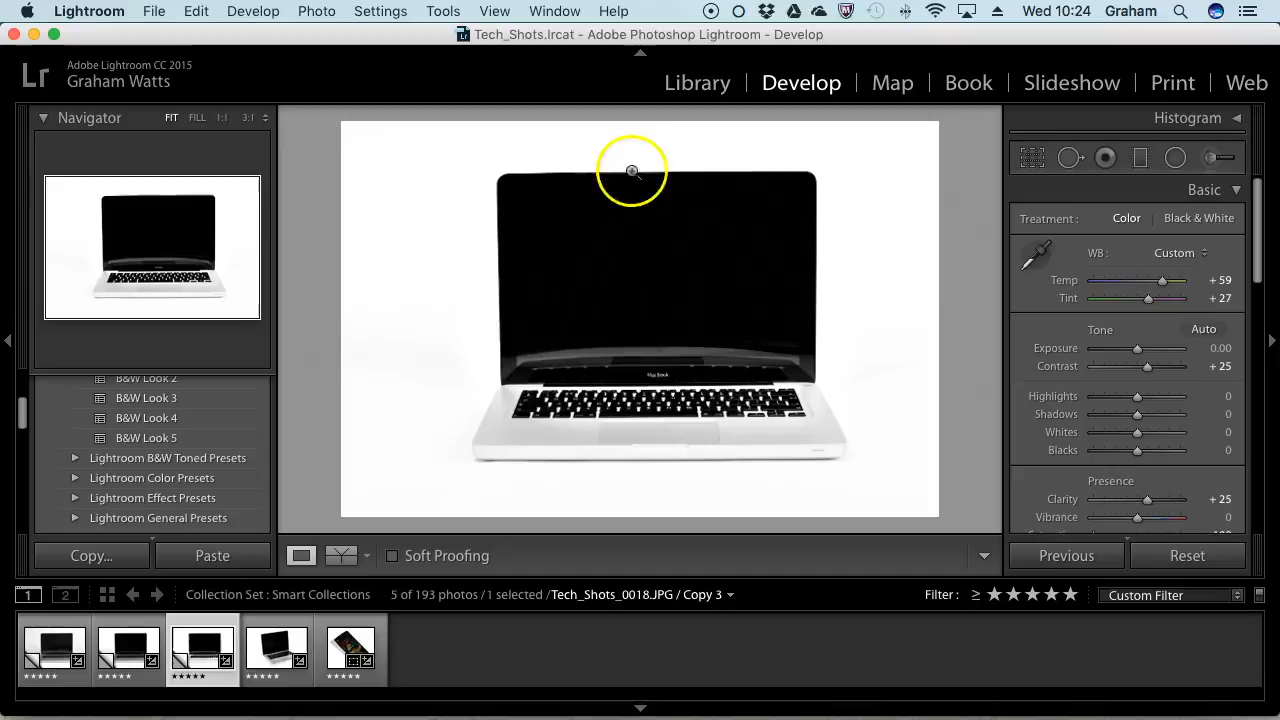 Lightroom File Edit Develop Photo Settings Tools View Window Help Wed 10:24 Graham
Tech_Shots.lrcat - Adobe Photoshop Lightroom - Develop
Lr Adobe Lightroom CC 2015
Graham Watts
Library | Develop | Map | Book | Slideshow | Print | Web
Navigator FIT FILL 1:1 3:1
Histogram
Basic
Treatment : Color | Black & White
WB : Custom
Temp + 59
Tint + 27
Tone Auto
Exposure 0.00
Contrast + 25
Highlights 0
Shadows 0
Whites 0
Blacks 0
Presence
Clarity + 25
Vibrance 0
MacBook
B&W Look 2
B&W Look 3
B&W Look 4
B&W Look 5
Lightroom B&W Toned Presets
Lightroom Color Presets
Lightroom Effect Presets
Lightroom General Presets
Copy... Paste Soft Proofing Previous Reset
1 2 Collection Set : Smart Collections 5 of 193 photos / 1 selected / Tech_Shots_0018.JPG / Copy 3 Filter : ≥ ★★★★★ Custom Filter
★★★★★ ★★★★★ ★★★★★ ★★★★★ ★★★★★